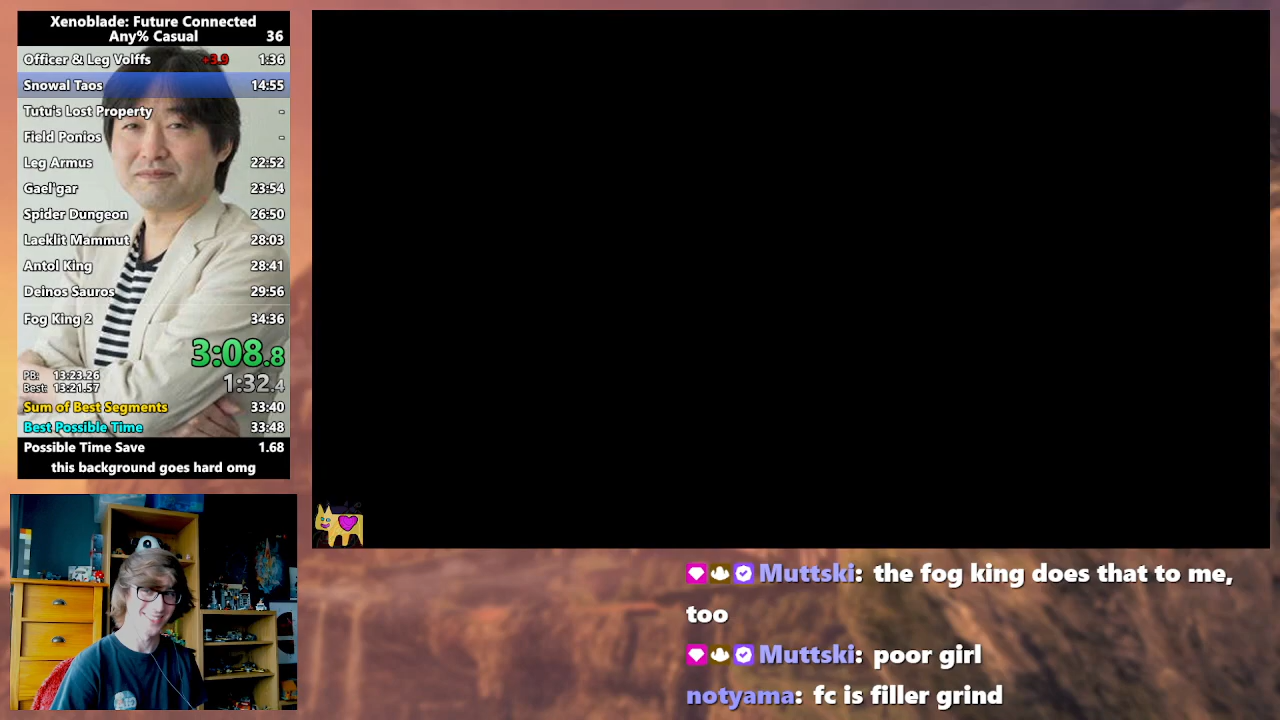 Xenoblade: Future Connected
Any% Casual 36
Officer & Leg Volffs +3.9 1:36
Snowal Taos 14:55
Tutu's Lost Property -
Field Ponios -
Leg Armus 22:52
Gael'gar 23:54
Spider Dungeon 26:50
Laeklit Mammut 28:03
Antol King 28:41
Deinos Sauros 29:56
Fog King 2 34:36
3:08.8
PB: 13:23.26
Best: 13:21.57
1:32.4
Sum of Best Segments 33:40
Best Possible Time 33:48
Possible Time Save 1.68
this background goes hard omg
Muttski: the fog king does that to me,
too
Muttski: poor girl
notyama: fc is filler grind